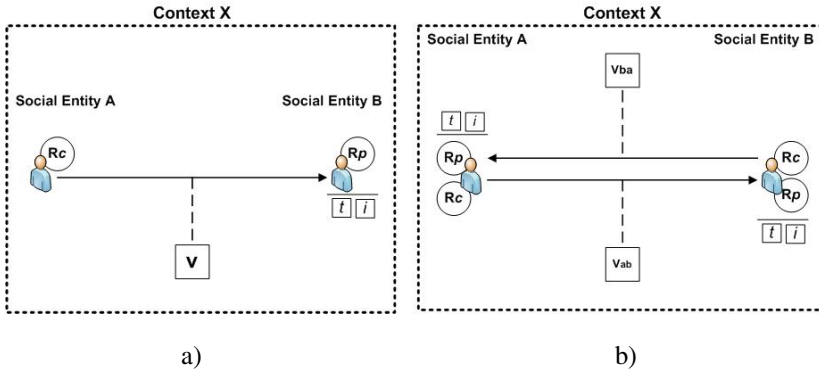 Context X
Social Entity A
Social Entity B
Rc
Rp
t i
V
a)
Context X
Social Entity A
Social Entity B
Vba
t i
Rp
Rc
Rc
Rp
t i
Vab
b)